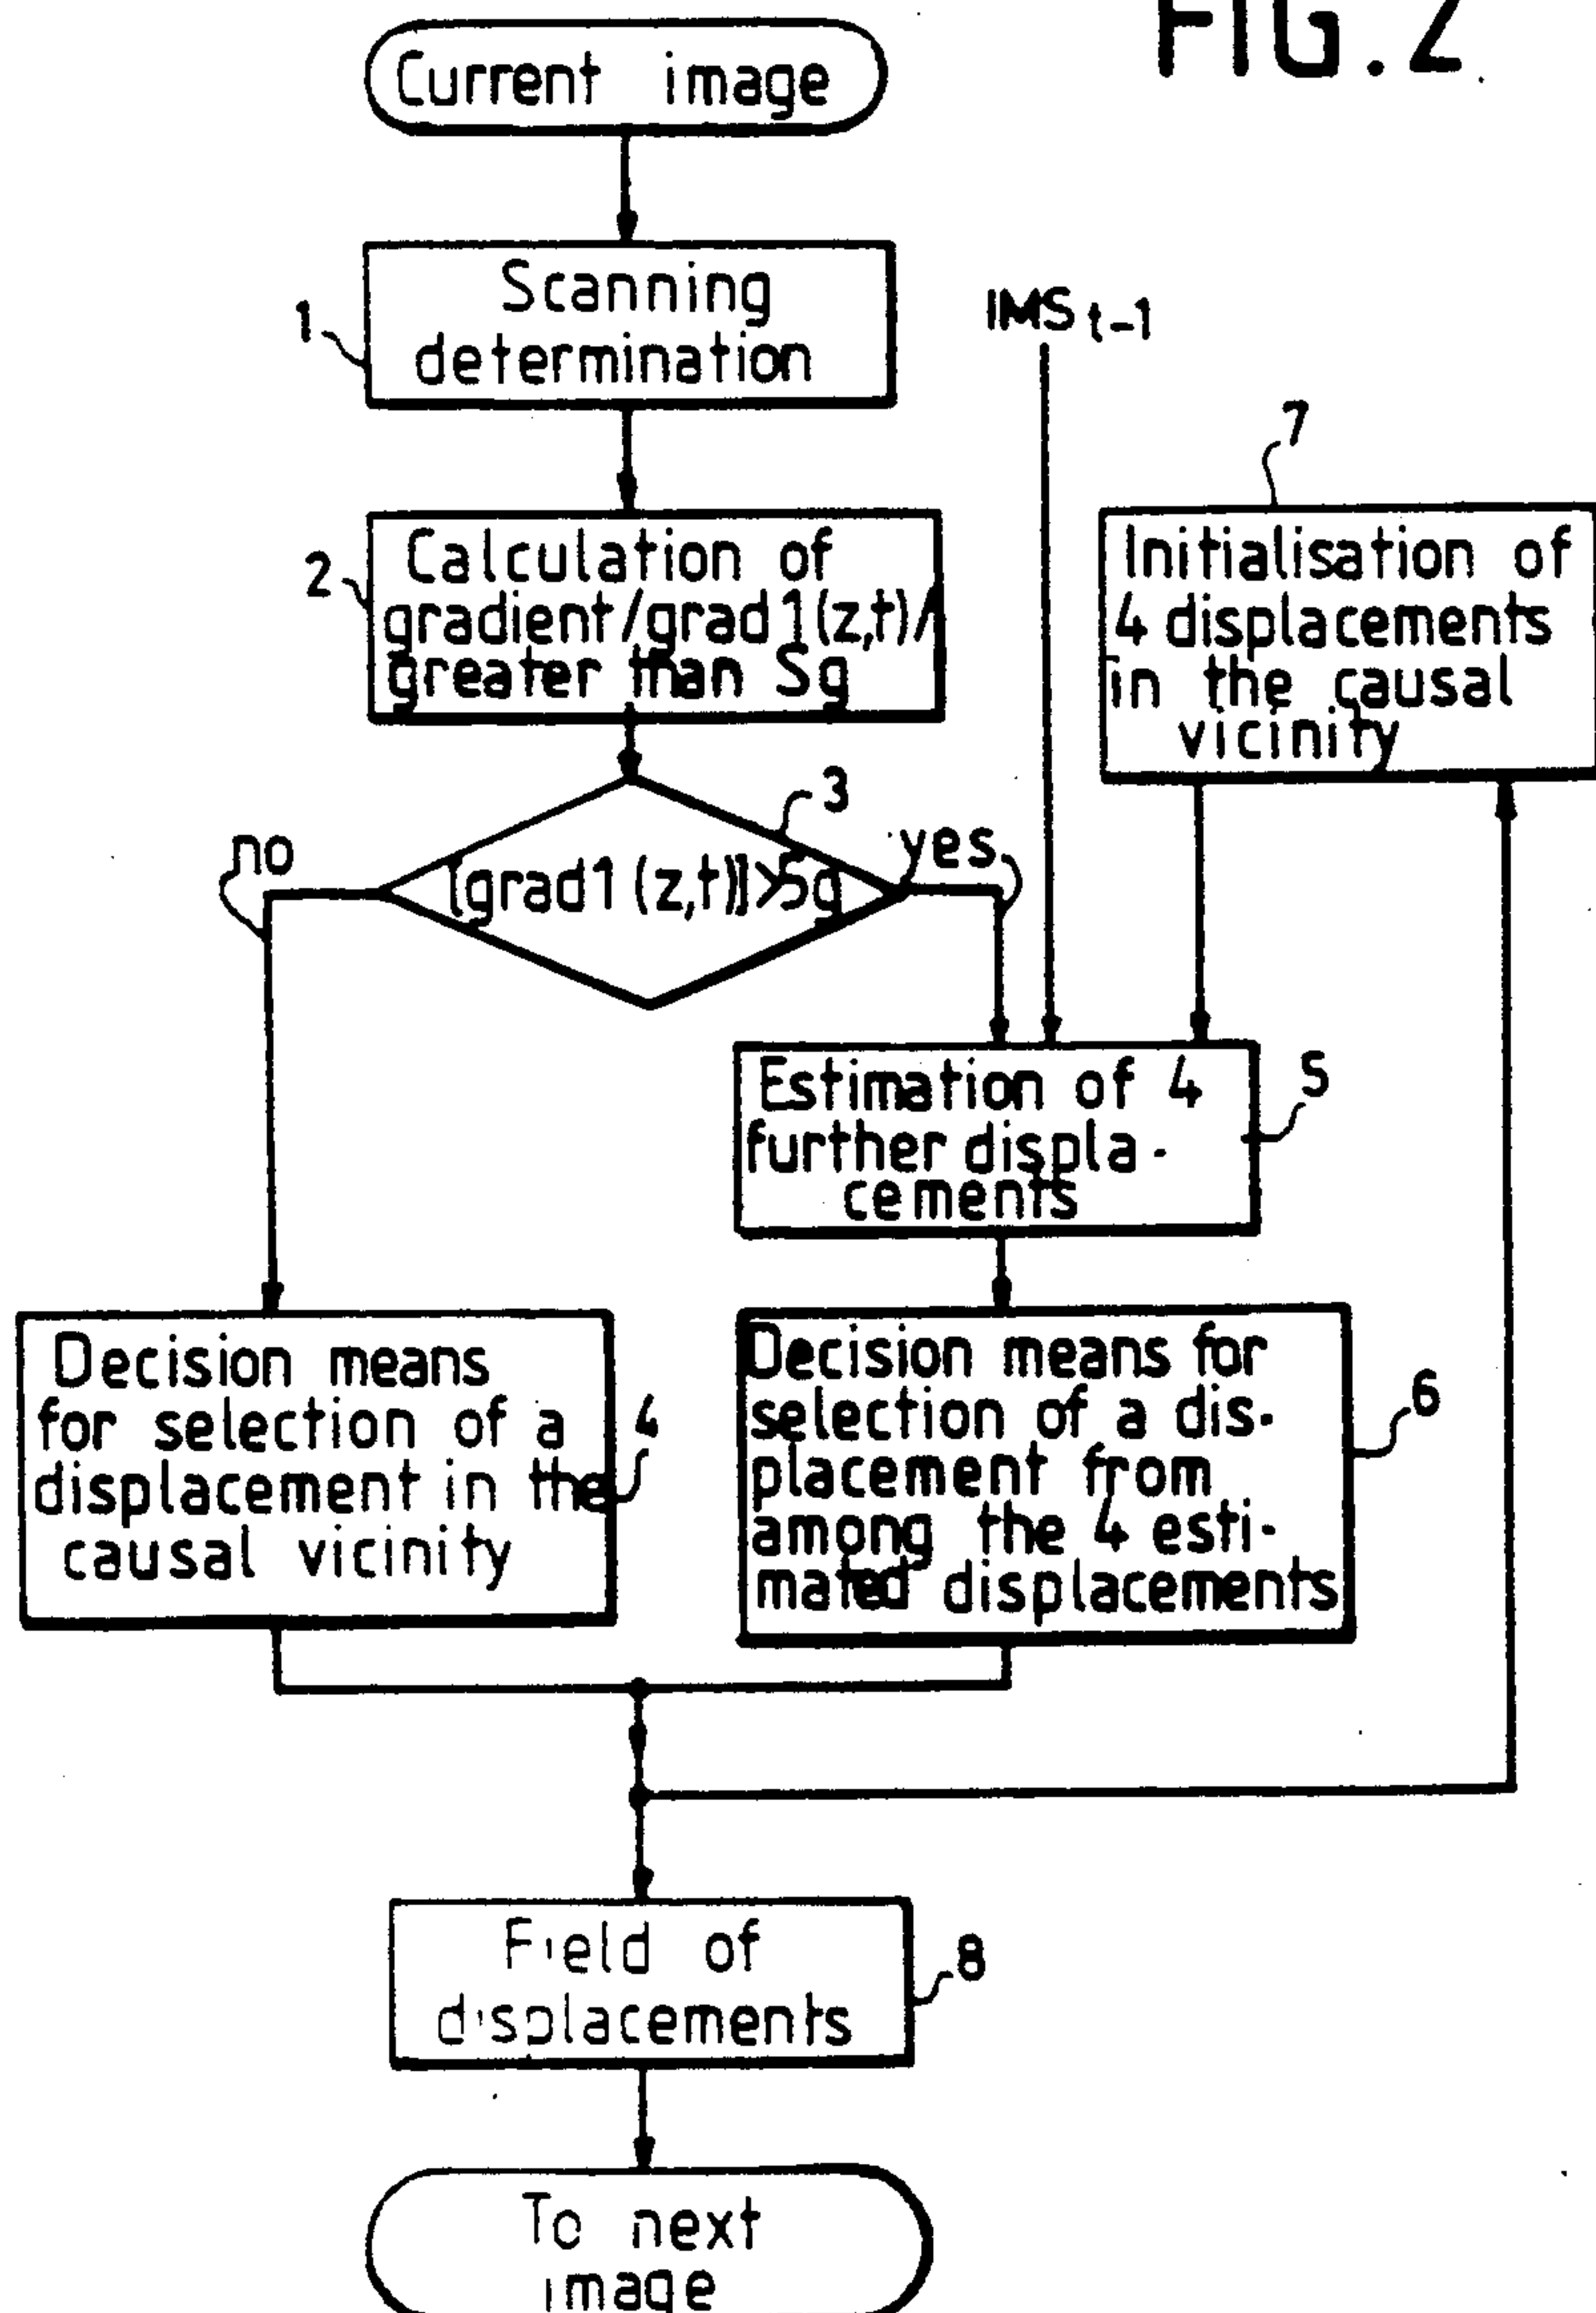 FIG. 2
Current image
Scanning
determination
1
IMS t-1
7
Calculation of
gradient/grad1(z,t)/
greater than Sg
2
Initialisation of
4 displacements
in the causal
vicinity
3
no
[grad1(z,t)]>Sg
yes
Estimation of 4
further displa-
cements
5
Decision means
for selection of a
displacement in the
causal vicinity
4
Decision means for
selection of a dis-
placement from
among the 4 esti-
mated displacements
6
Field of
displacements
8
To next
image